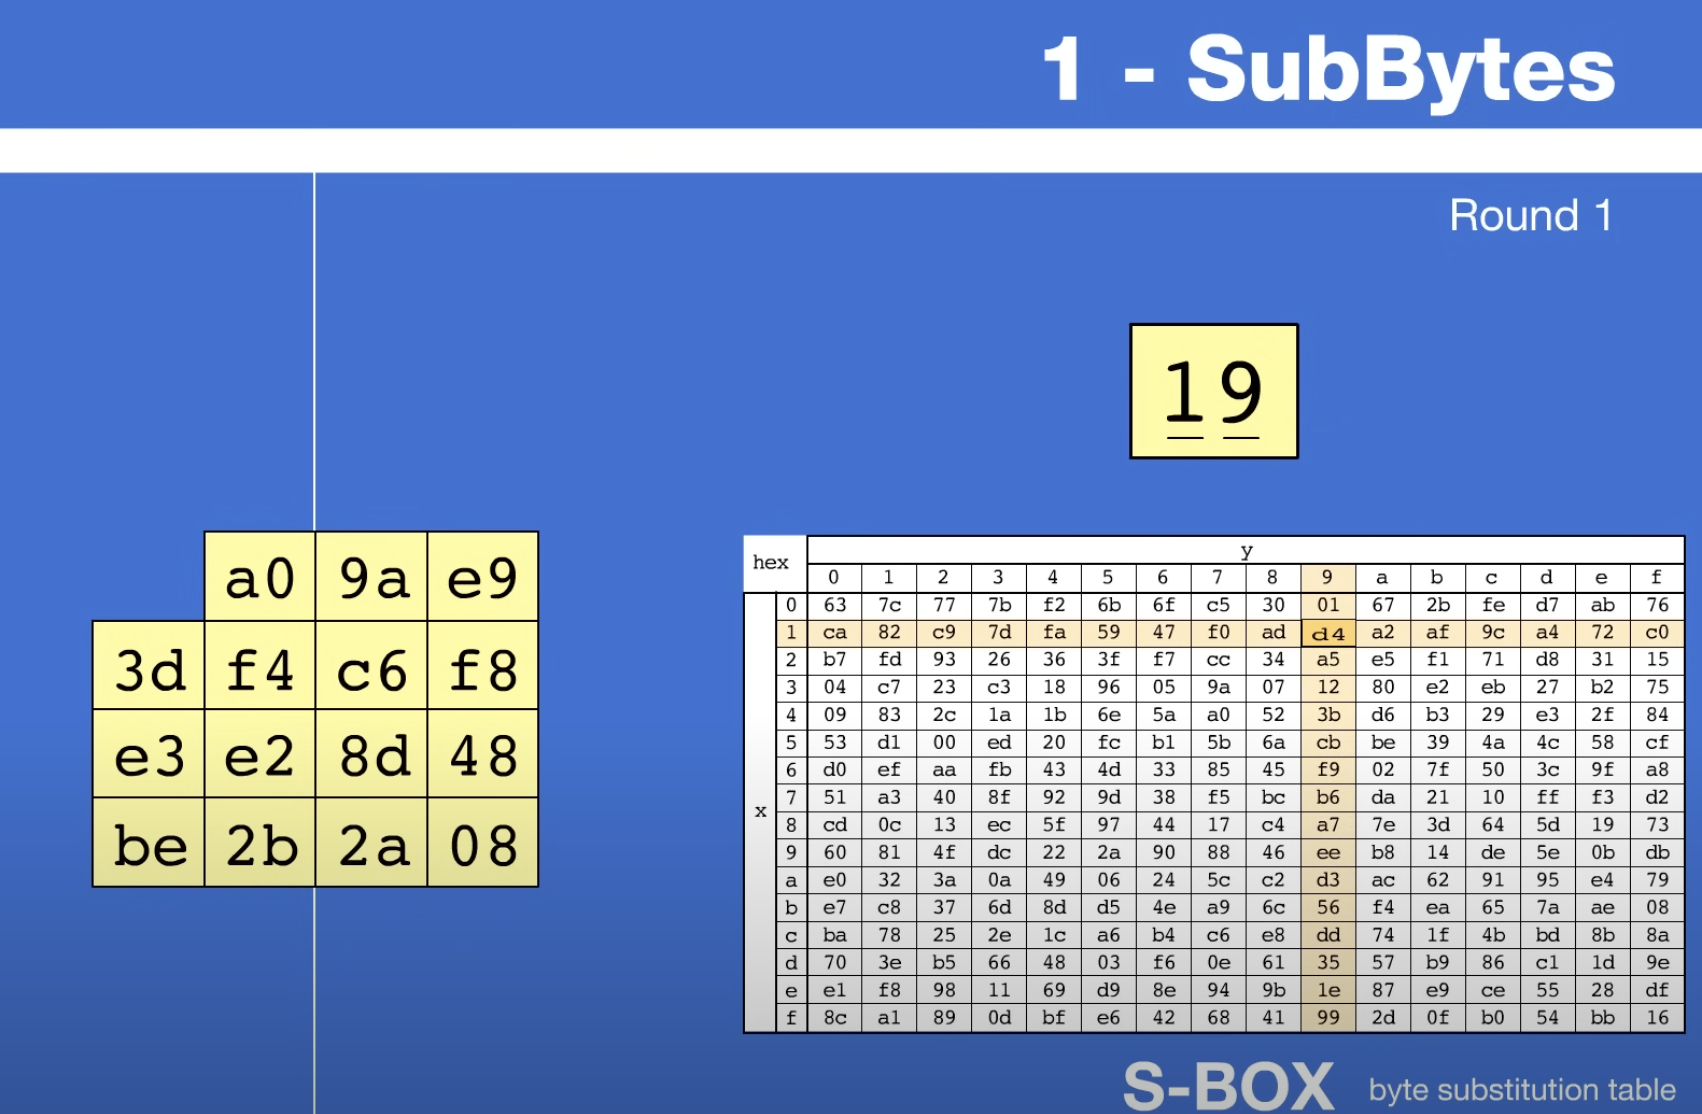 1 - SubBytes
Round 1
19
a0 9a e9
3d f4 c6 f8
e3 e2 8d 48
be 2b 2a 08
hex
y
0 1 2 3 4 5 6 7 8 9 a b c d e f
x
0 63 7c 77 7b f2 6b 6f c5 30 01 67 2b fe d7 ab 76
1 ca 82 c9 7d fa 59 47 f0 ad d4 a2 af 9c a4 72 c0
2 b7 fd 93 26 36 3f f7 cc 34 a5 e5 f1 71 d8 31 15
3 04 c7 23 c3 18 96 05 9a 07 12 80 e2 eb 27 b2 75
4 09 83 2c 1a 1b 6e 5a a0 52 3b d6 b3 29 e3 2f 84
5 53 d1 00 ed 20 fc b1 5b 6a cb be 39 4a 4c 58 cf
6 d0 ef aa fb 43 4d 33 85 45 f9 02 7f 50 3c 9f a8
7 51 a3 40 8f 92 9d 38 f5 bc b6 da 21 10 ff f3 d2
8 cd 0c 13 ec 5f 97 44 17 c4 a7 7e 3d 64 5d 19 73
9 60 81 4f dc 22 2a 90 88 46 ee b8 14 de 5e 0b db
a e0 32 3a 0a 49 06 24 5c c2 d3 ac 62 91 95 e4 79
b e7 c8 37 6d 8d d5 4e a9 6c 56 f4 ea 65 7a ae 08
c ba 78 25 2e 1c a6 b4 c6 e8 dd 74 1f 4b bd 8b 8a
d 70 3e b5 66 48 03 f6 0e 61 35 57 b9 86 c1 1d 9e
e e1 f8 98 11 69 d9 8e 94 9b 1e 87 e9 ce 55 28 df
f 8c a1 89 0d bf e6 42 68 41 99 2d 0f b0 54 bb 16
S-BOX byte substitution table